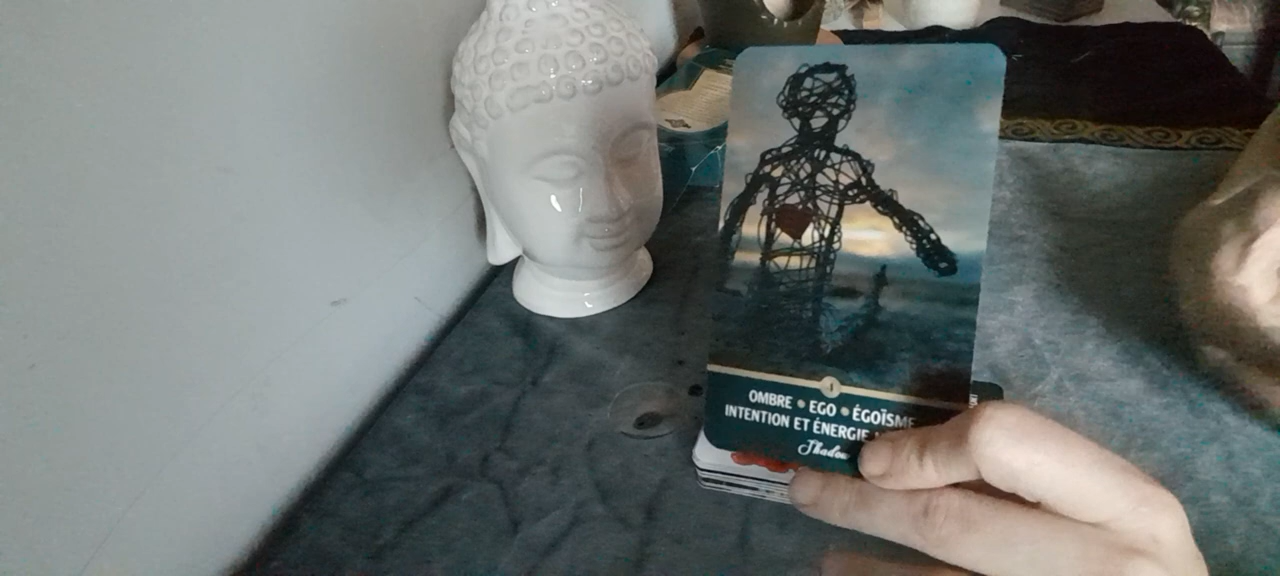 OMBRE • EGO • ÉGOÏSME
INTENTION ET ÉNERGIE